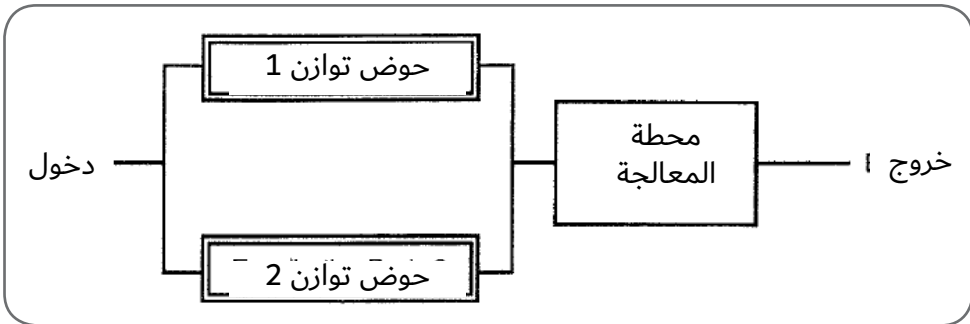 دخول
حوض توازن 1
حوض توازن 2
محطة
المعالجة
خروج